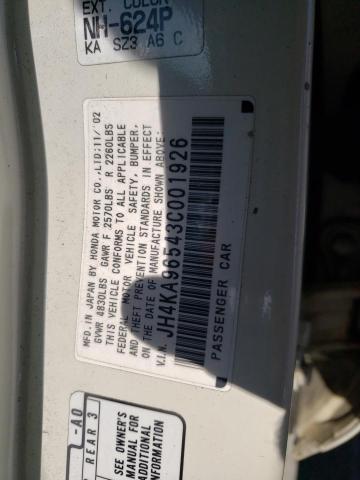 EXT. COLOR
NH-624P
KA SZ3 A6 C
MFD. IN JAPAN BY HONDA MOTOR CO.,LTD:11/'02
GVWR 4830LBS GAWR F 2570LBS R 2260LBS
THIS VEHICLE CONFORMS TO ALL APPLICABLE
FEDERAL MOTOR VEHICLE SAFETY, BUMPER,
AND THEFT PREVENTION STANDARDS IN EFFECT
ON THE DATE OF MANUFACTURE SHOWN ABOVE:
V.I.N. JH4KA96543C001926
PASSENGER CAR
-A0
REAR 3
SEE OWNER'S
MANUAL FOR
ADDITIONAL
INFORMATION